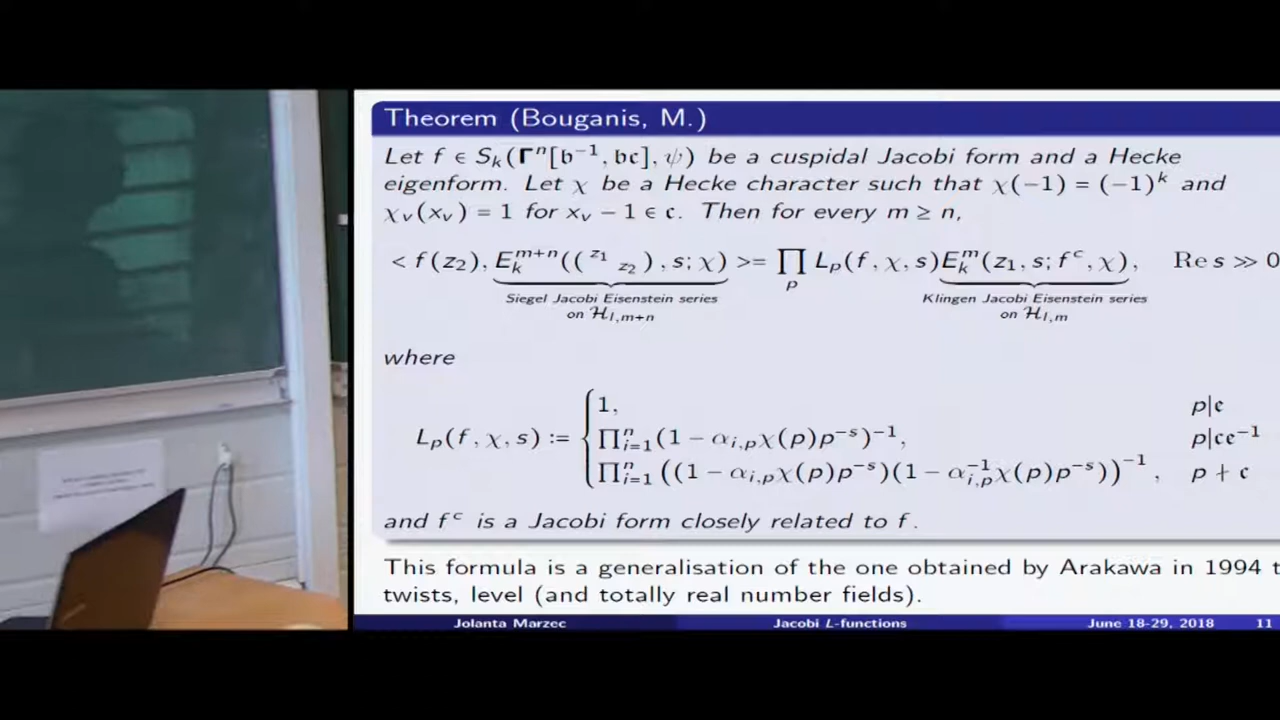 Theorem (Bouganis, M.)
Let f ∈ S_k(𝚪ⁿ[𝔟⁻¹, 𝔟𝔠], ψ) be a cuspidal Jacobi form and a Hecke
eigenform. Let χ be a Hecke character such that χ(−1) = (−1)^k and
χ_v(x_v) = 1 for x_v − 1 ∈ 𝔠. Then for every m ≥ n,
< f(z₂), E_k^{m+n}((^{z₁} _{z₂}), s; χ) >= ∏_p L_p(f, χ, s)E_k^m(z₁, s; f^c, χ), Re s ≫ 0
Siegel Jacobi Eisenstein series Klingen Jacobi Eisenstein series
on ℋ_{l,m+n} on ℋ_{l,m}
where
L_p(f, χ, s) := { 1, p|𝔢
∏_{i=1}^n (1 − α_{i,p}χ(p)p^{−s})^{−1}, p|𝔠𝔢⁻¹
∏_{i=1}^n ((1 − α_{i,p}χ(p)p^{−s})(1 − α_{i,p}^{−1}χ(p)p^{−s}))^{−1}, p ∤ 𝔠
and f^c is a Jacobi form closely related to f.
This formula is a generalisation of the one obtained by Arakawa in 1994 t
twists, level (and totally real number fields).
Jolanta Marzec Jacobi L-functions June 18-29, 2018 11